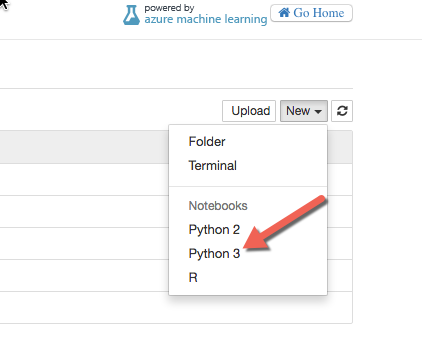 powered by
azure machine learning
Go Home
Upload New
Folder
Terminal
Notebooks
Python 2
Python 3
R